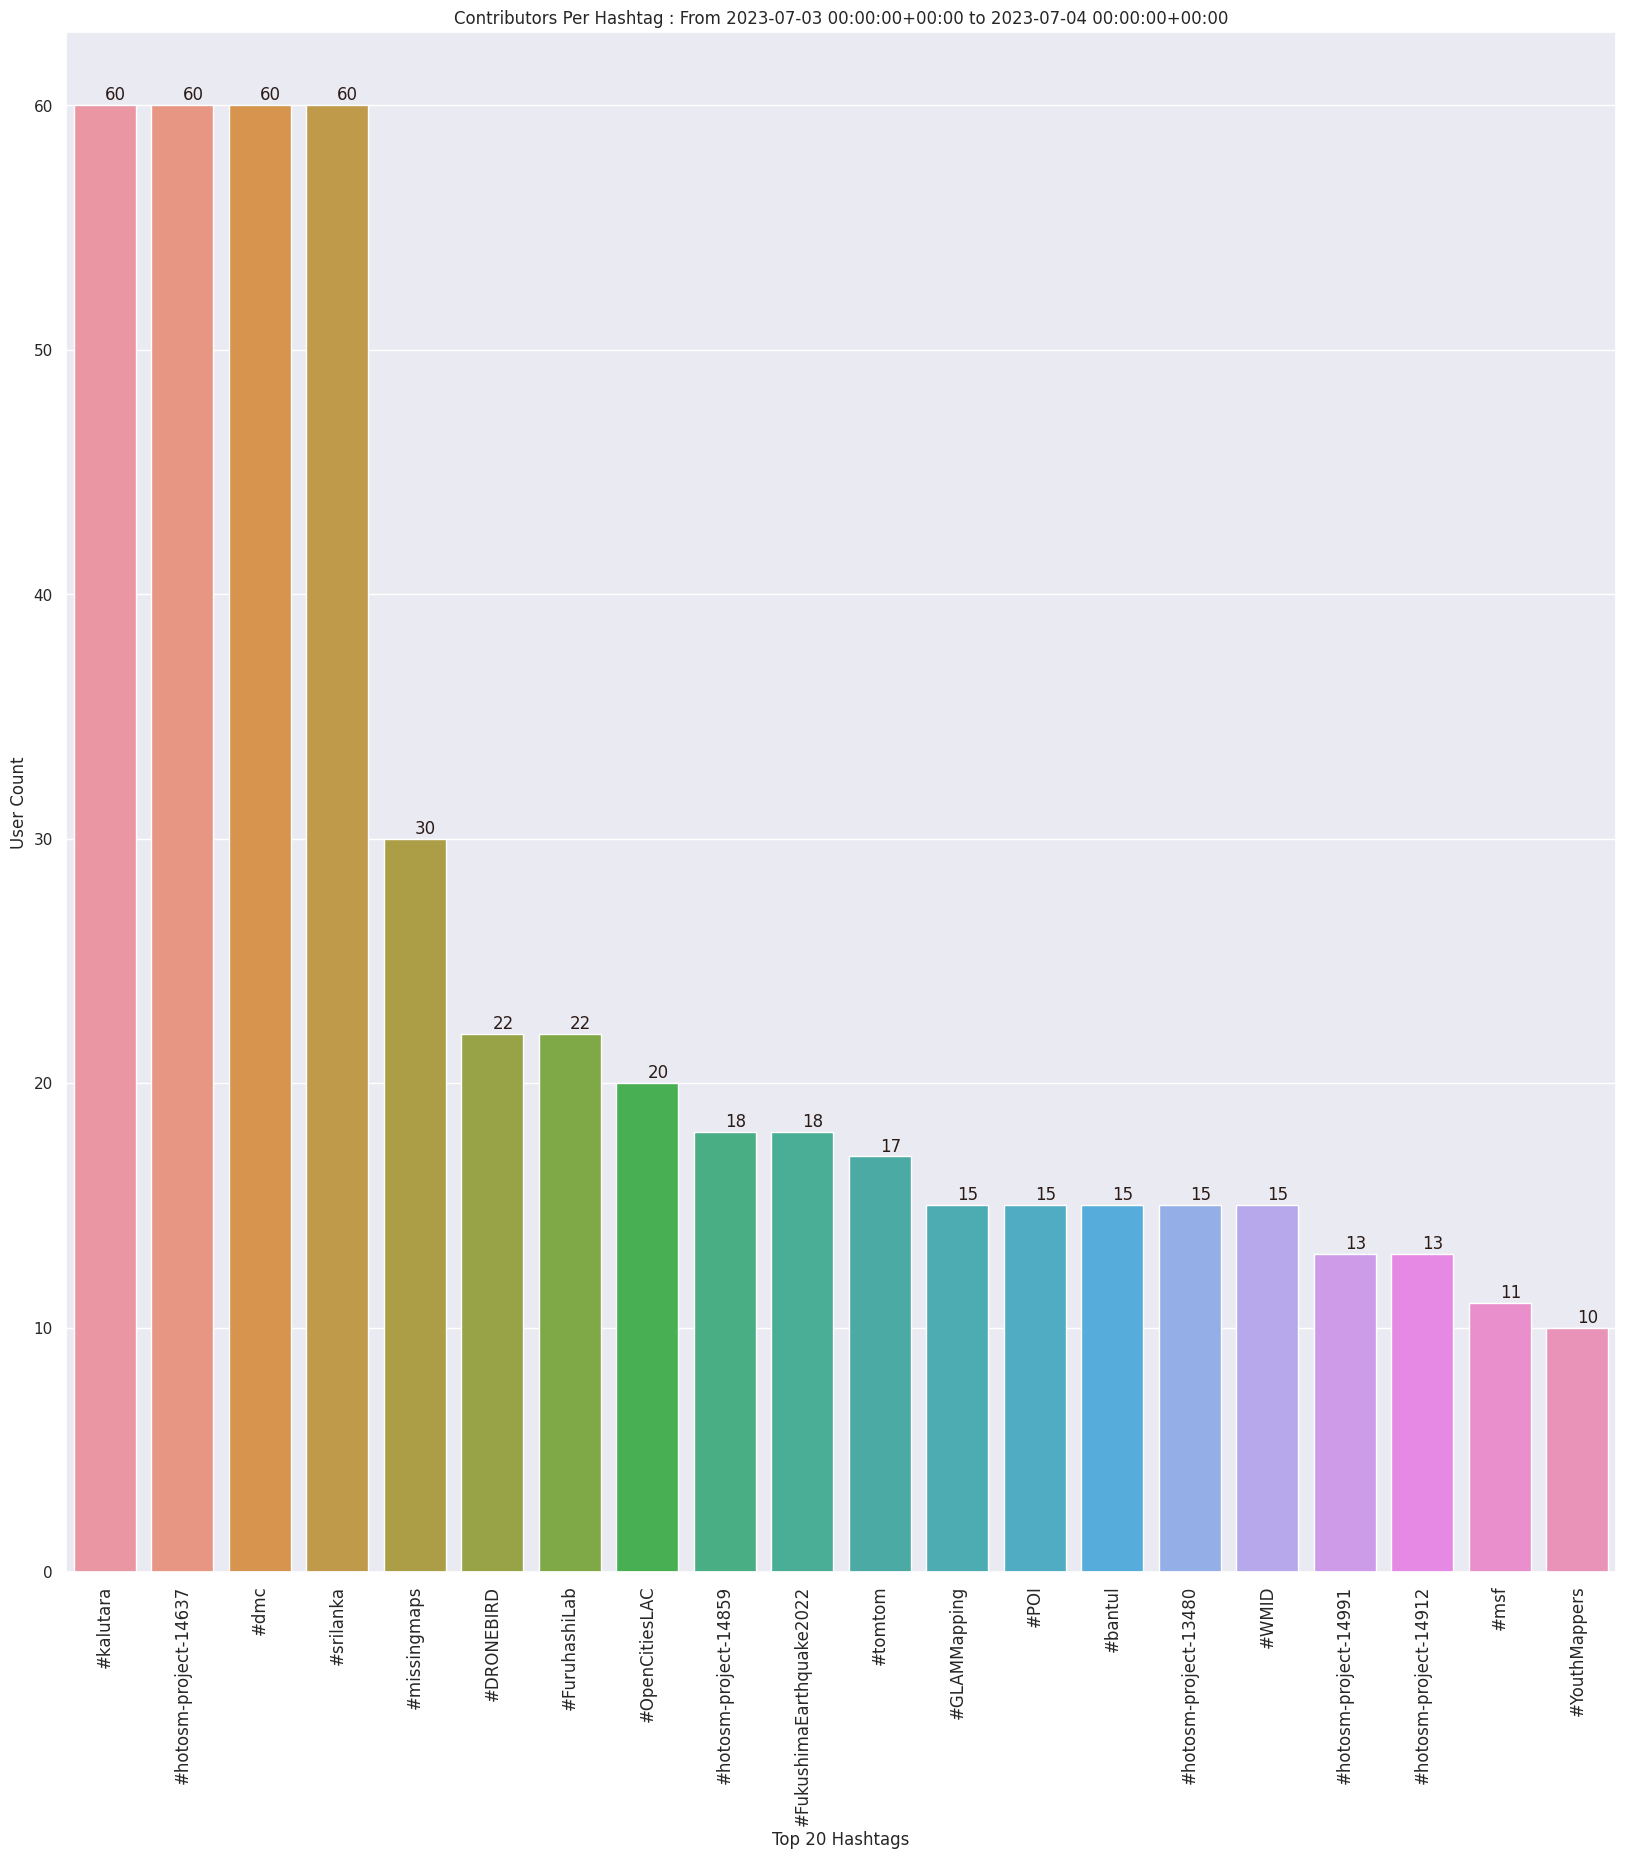 Contributors Per Hashtag : From 2023-07-03 00:00:00+00:00 to 2023-07-04 00:00:00+00:00
User Count
60
50
40
30
20
10
0
60
60
60
60
30
22
22
20
18
18
17
15
15
15
15
15
13
13
11
10
#kalutara
#hotosm-project-14637
#dmc
#srilanka
#missingmaps
#DRONEBIRD
#FuruhashiLab
#OpenCitiesLAC
#hotosm-project-14859
#FukushimaEarthquake2022
#tomtom
#GLAMMapping
#POI
#bantul
#hotosm-project-13480
#WMID
#hotosm-project-14991
#hotosm-project-14912
#msf
#YouthMappers
Top 20 Hashtags